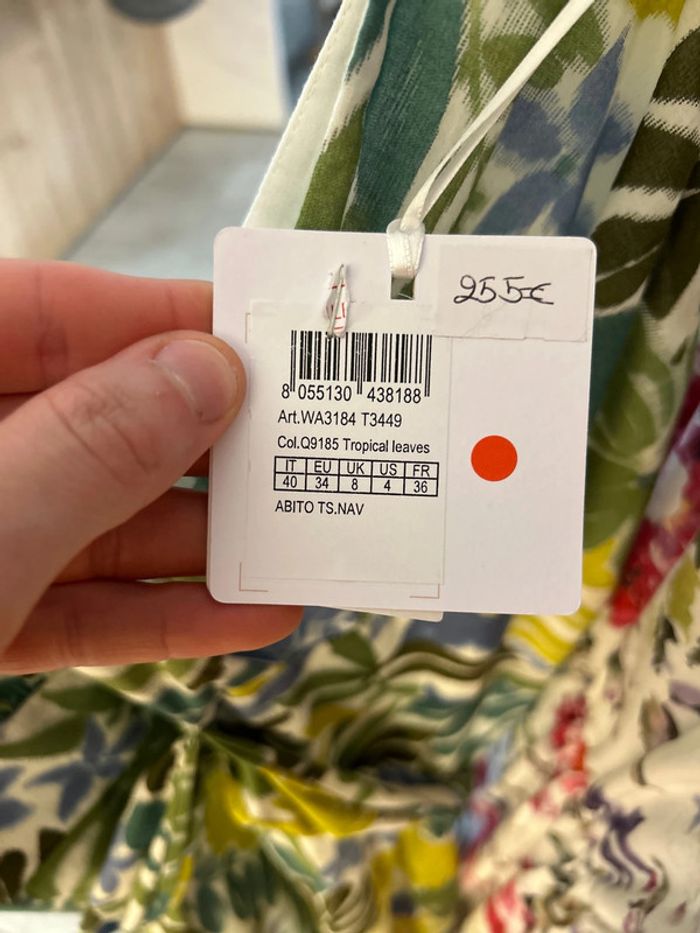 255€
8 055130 438188
Art.WA3184 T3449
Col.Q9185 Tropical leaves
IT EU UK US FR
40 34 8 4 36
ABITO TS.NAV